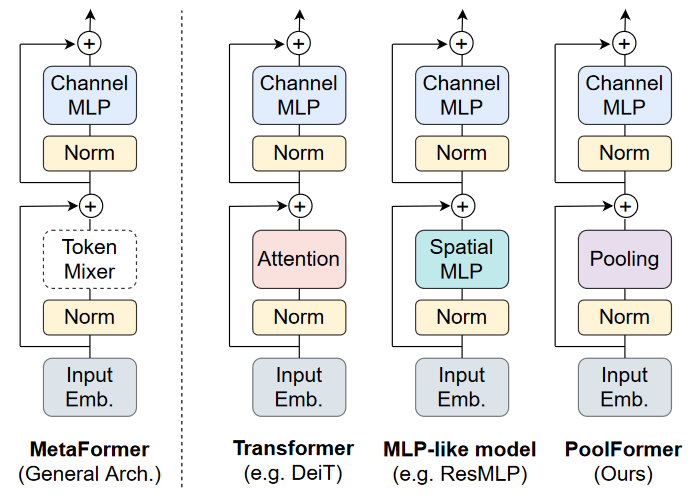 +
Channel
MLP
Norm
+
Token
Mixer
Norm
Input
Emb.
MetaFormer
(General Arch.)
+
Channel
MLP
Norm
+
Attention
Norm
Input
Emb.
Transformer
(e.g. DeiT)
+
Channel
MLP
Norm
+
Spatial
MLP
Norm
Input
Emb.
MLP-like model
(e.g. ResMLP)
+
Channel
MLP
Norm
+
Pooling
Norm
Input
Emb.
PoolFormer
(Ours)